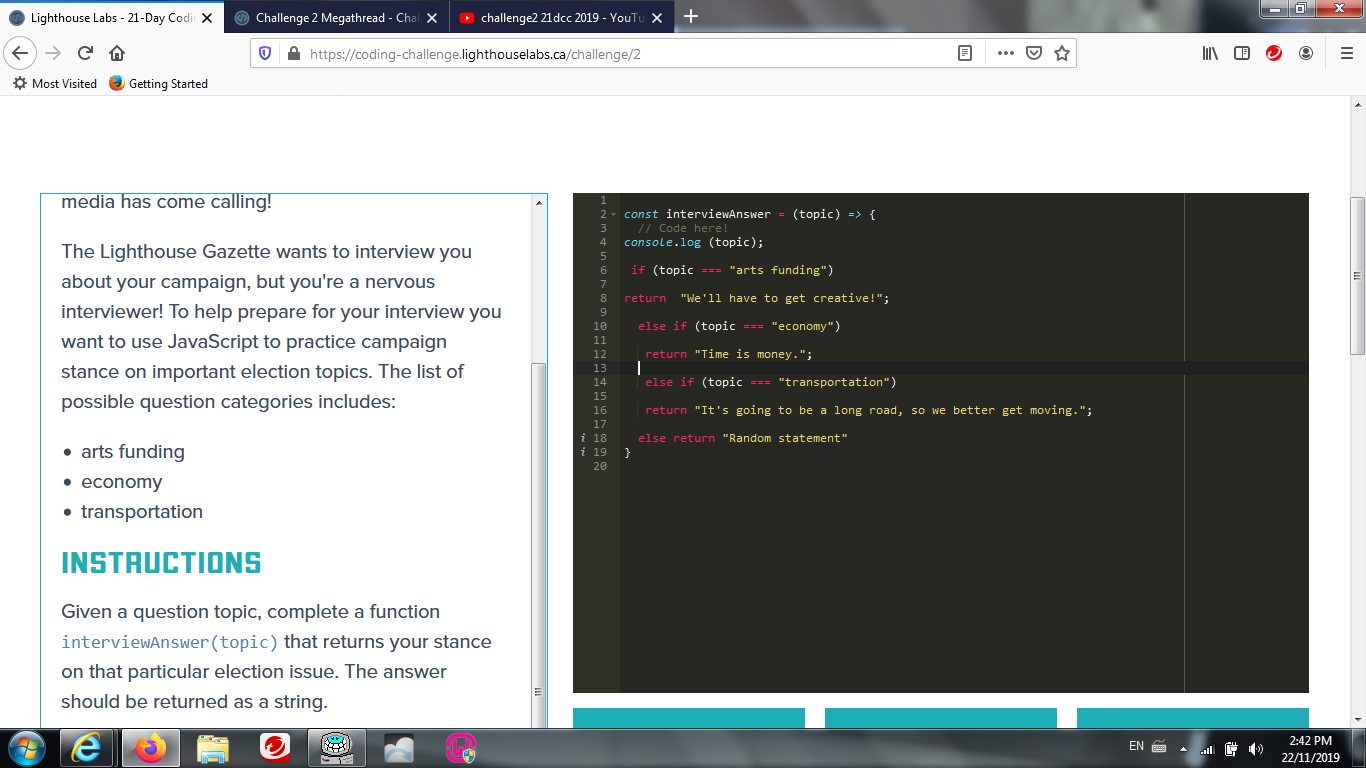 Lighthouse Labs - 21-Day Codi
Challenge 2 Megathread - Chal
challenge2 21dcc 2019 - YouTu
https://coding-challenge.lighthouselabs.ca/challenge/2
Most Visited
Getting Started
media has come calling!
The Lighthouse Gazette wants to interview you
about your campaign, but you're a nervous
interviewer! To help prepare for your interview you
want to use JavaScript to practice campaign
stance on important election topics. The list of
possible question categories includes:
• arts funding
• economy
• transportation
INSTRUCTIONS
Given a question topic, complete a function
interviewAnswer(topic) that returns your stance
on that particular election issue. The answer
should be returned as a string.
1
2 const interviewAnswer = (topic) => {
3 // Code here!
4 console.log (topic);
5
6 if (topic === "arts funding")
7
8 return "We'll have to get creative!";
9
10 else if (topic === "economy")
11
12 return "Time is money.";
13
14 else if (topic === "transportation")
15
16 return "It's going to be a long road, so we better get moving.";
17
i 18 else return "Random statement"
i 19 }
20
EN
2:42 PM
22/11/2019